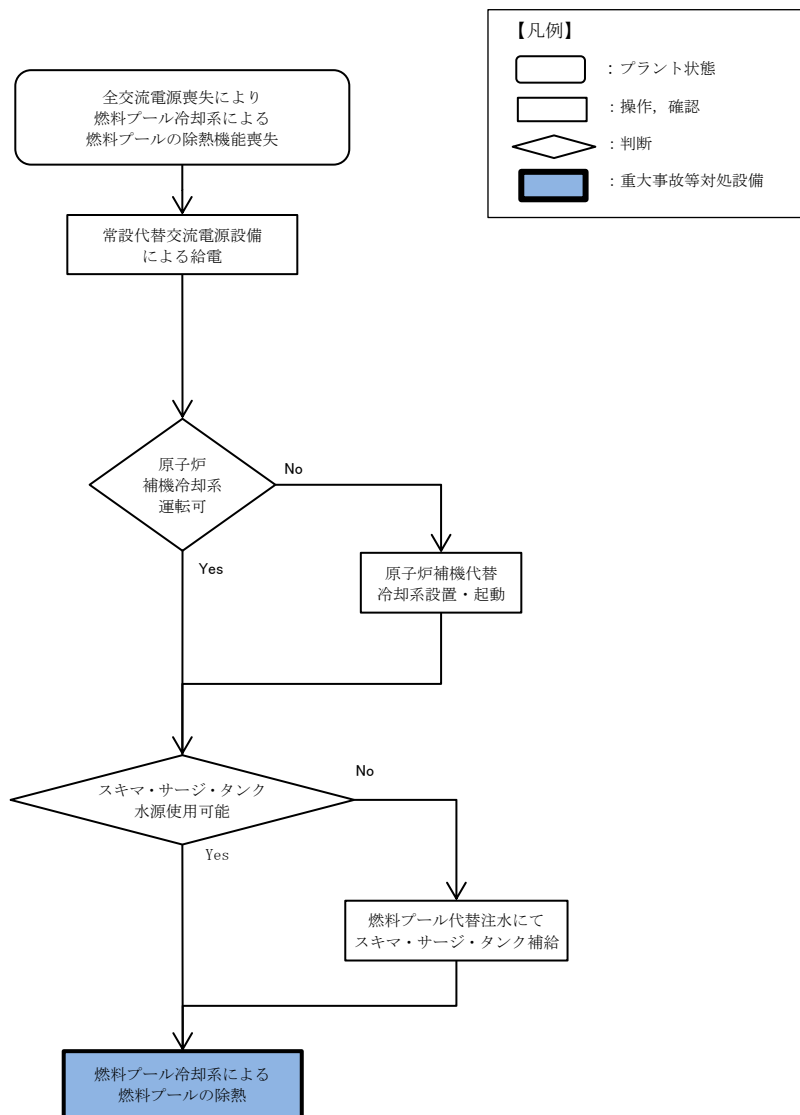 【凡例】
：プラント状態
：操作，確認
：判断
：重大事故等対処設備
全交流電源喪失により
燃料プール冷却系による
燃料プールの除熱機能喪失
常設代替交流電源設備
による給電
原子炉
補機冷却系
運転可
No
Yes
原子炉補機代替
冷却系設置・起動
スキマ・サージ・タンク
水源使用可能
No
Yes
燃料プール代替注水にて
スキマ・サージ・タンク補給
燃料プール冷却系による
燃料プールの除熱